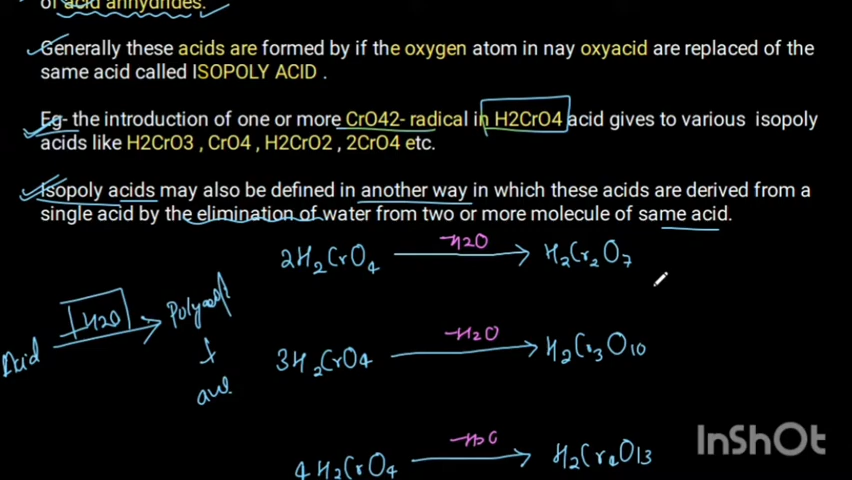 of acid anhydrides.
Generally these acids are formed by if the oxygen atom in nay oxyacid are replaced of the
same acid called ISOPOLY ACID .
Eg- the introduction of one or more CrO42- radical in H2CrO4 acid gives to various isopoly
acids like H2CrO3 , CrO4 , H2CrO2 , 2CrO4 etc.
Isopoly acids may also be defined in another way in which these acids are derived from a
single acid by the elimination of water from two or more molecule of same acid.
2H2CrO4 -H2O H2Cr2O7
Acid -H2O
3H2CrO4 -H2O H2Cr3O10
4H2CrO4 H2Cr4O13
InShOt